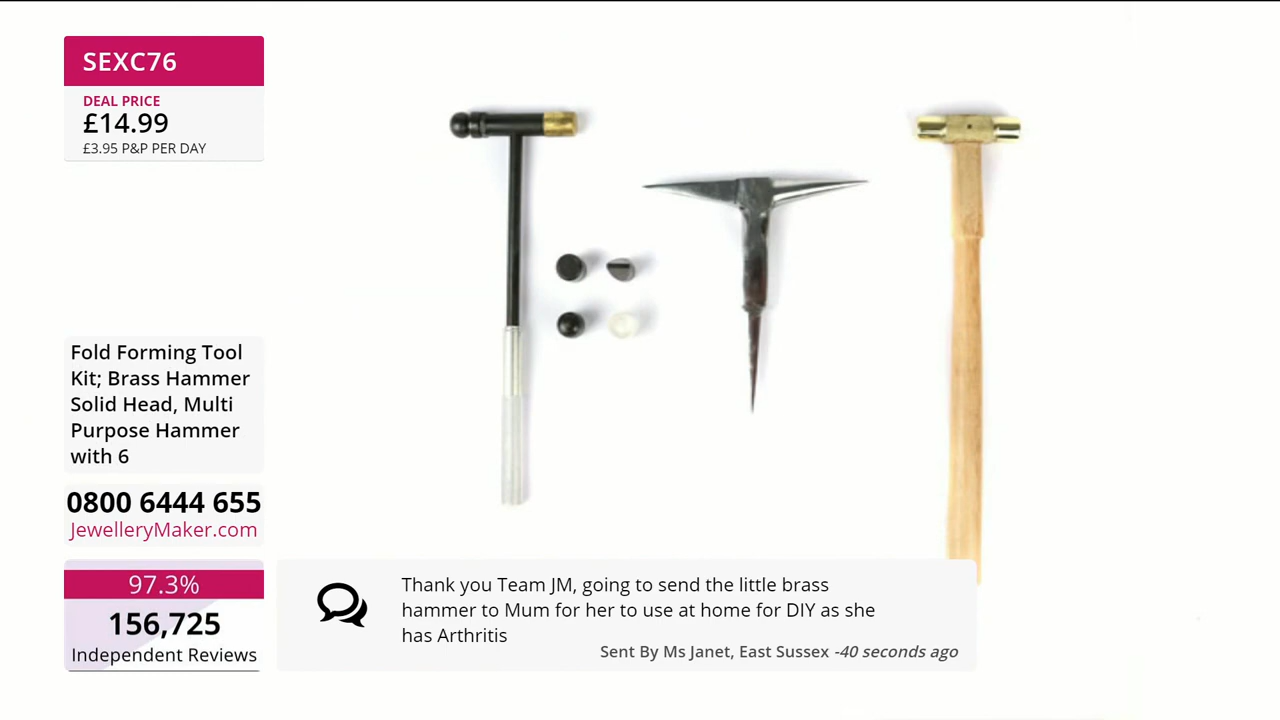 SEXC76
DEAL PRICE
£14.99
£3.95 P&P PER DAY
Fold Forming Tool
Kit; Brass Hammer
Solid Head, Multi
Purpose Hammer
with 6
0800 6444 655
JewelleryMaker.com
97.3%
156,725
Independent Reviews
Thank you Team JM, going to send the little brass
hammer to Mum for her to use at home for DIY as she
has Arthritis
Sent By Ms Janet, East Sussex -40 seconds ago